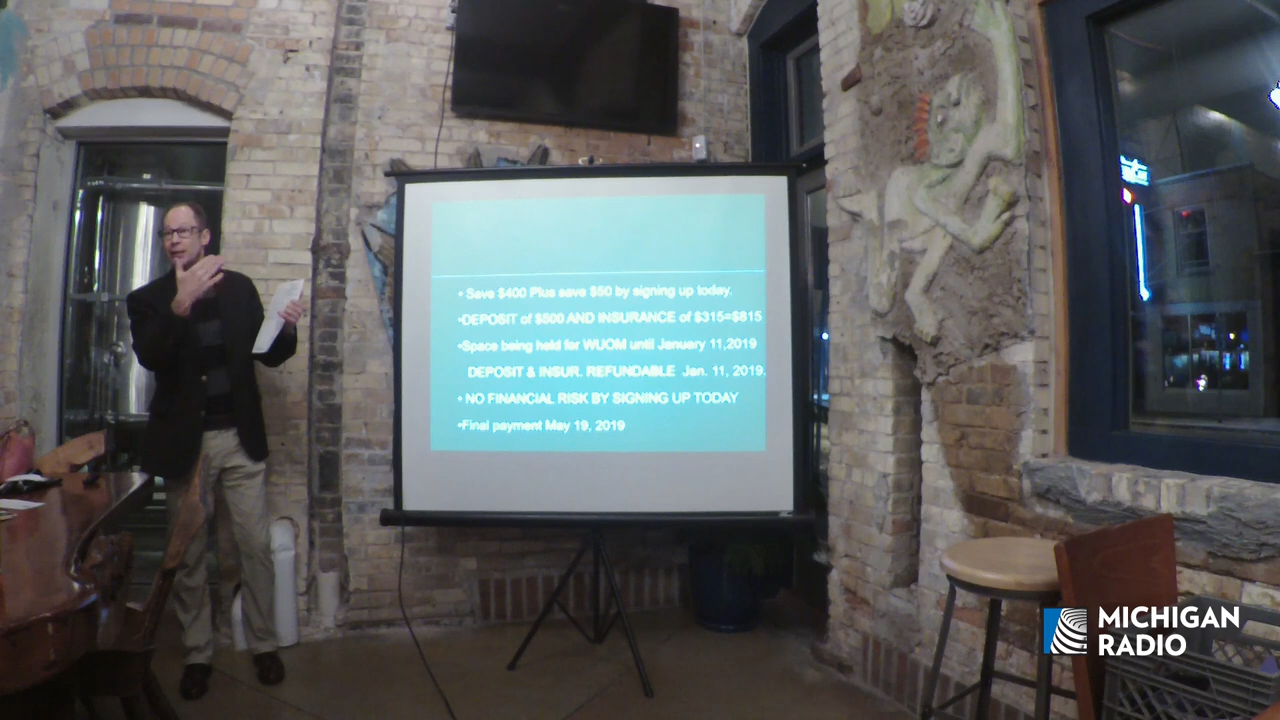 • Save $400 Plus save $50 by signing up today.
•DEPOSIT of $500 AND INSURANCE of $315=$815
•Space being held for WUOM until January 11,2019
DEPOSIT & INSUR. REFUNDABLE Jan. 11, 2019.
• NO FINANCIAL RISK BY SIGNING UP TODAY
•Final payment May 19, 2019
MICHIGAN
RADIO